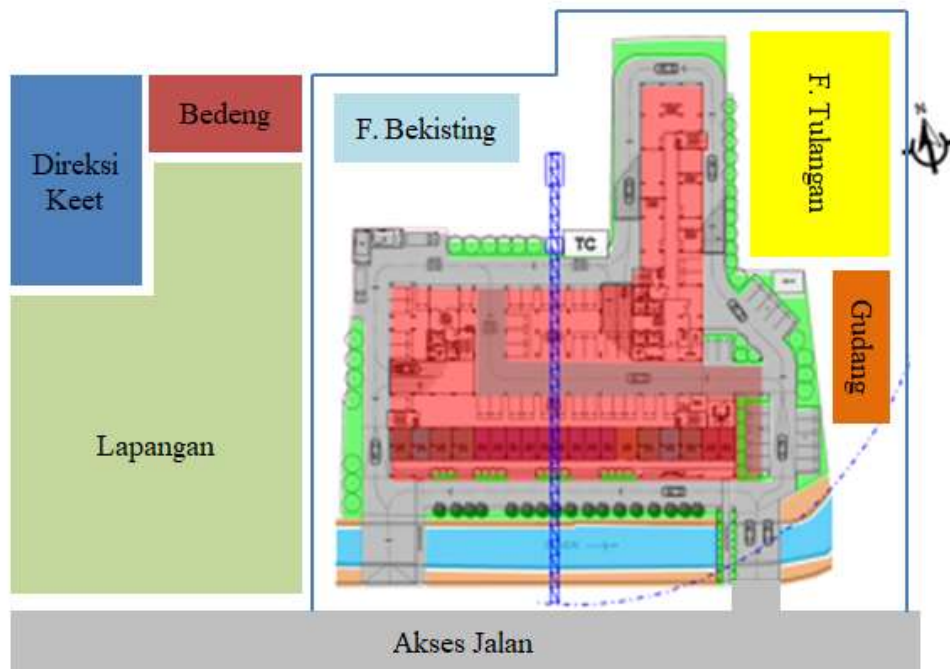 Direksi
Keet
Bedeng
F. Bekisting
F. Tulangan
N
TC
Gudang
Lapangan
Akses Jalan